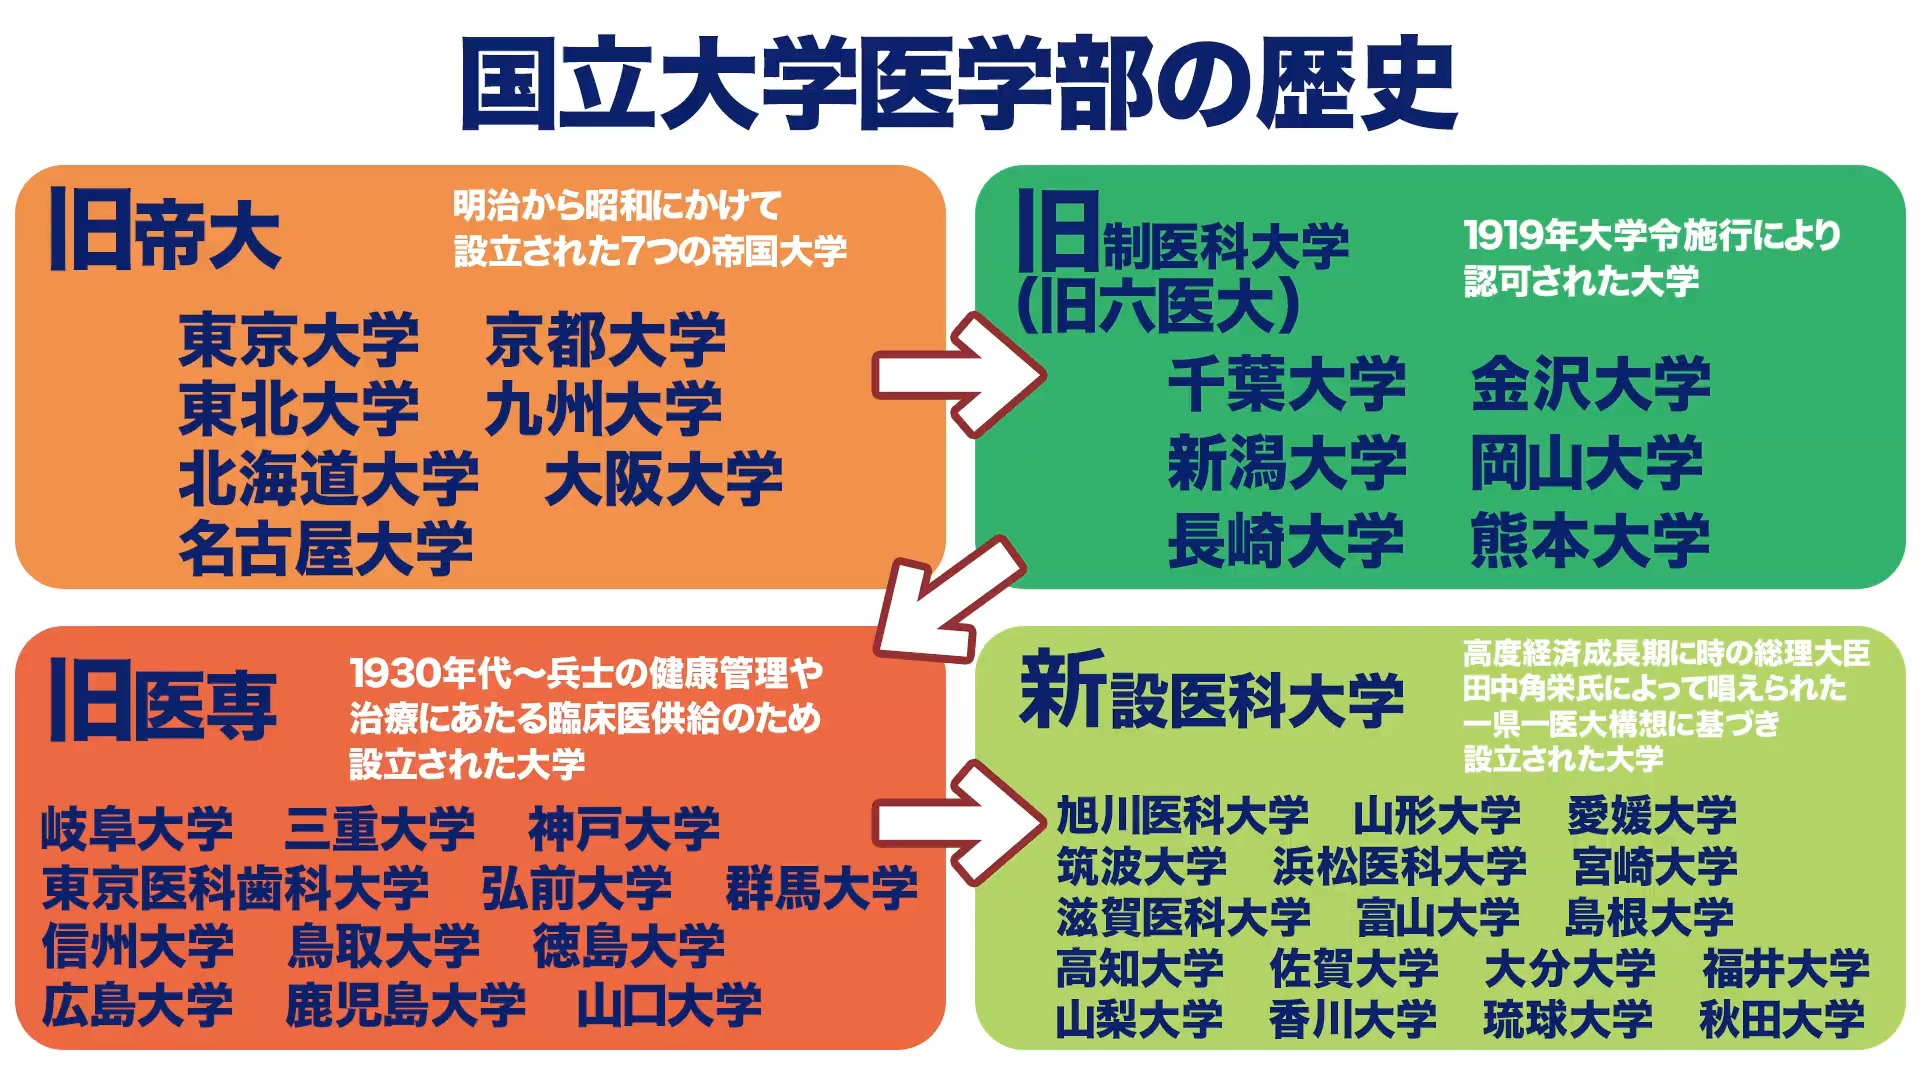 国立大学医学部の歴史
旧帝大
明治から昭和にかけて
設立された7つの帝国大学
東京大学 京都大学
東北大学 九州大学
北海道大学 大阪大学
名古屋大学
旧制医科大学
(旧六医大)
1919年大学令施行により
認可された大学
千葉大学 金沢大学
新潟大学 岡山大学
長崎大学 熊本大学
旧医専
1930年代～兵士の健康管理や
治療にあたる臨床医供給のため
設立された大学
岐阜大学 三重大学 神戸大学
東京医科歯科大学 弘前大学 群馬大学
信州大学 鳥取大学 徳島大学
広島大学 鹿児島大学 山口大学
新設医科大学
高度経済成長期に時の総理大臣
田中角栄氏によって唱えられた
一県一医大構想に基づき
設立された大学
旭川医科大学 山形大学 愛媛大学
筑波大学 浜松医科大学 宮崎大学
滋賀医科大学 富山大学 島根大学
高知大学 佐賀大学 大分大学 福井大学
山梨大学 香川大学 琉球大学 秋田大学